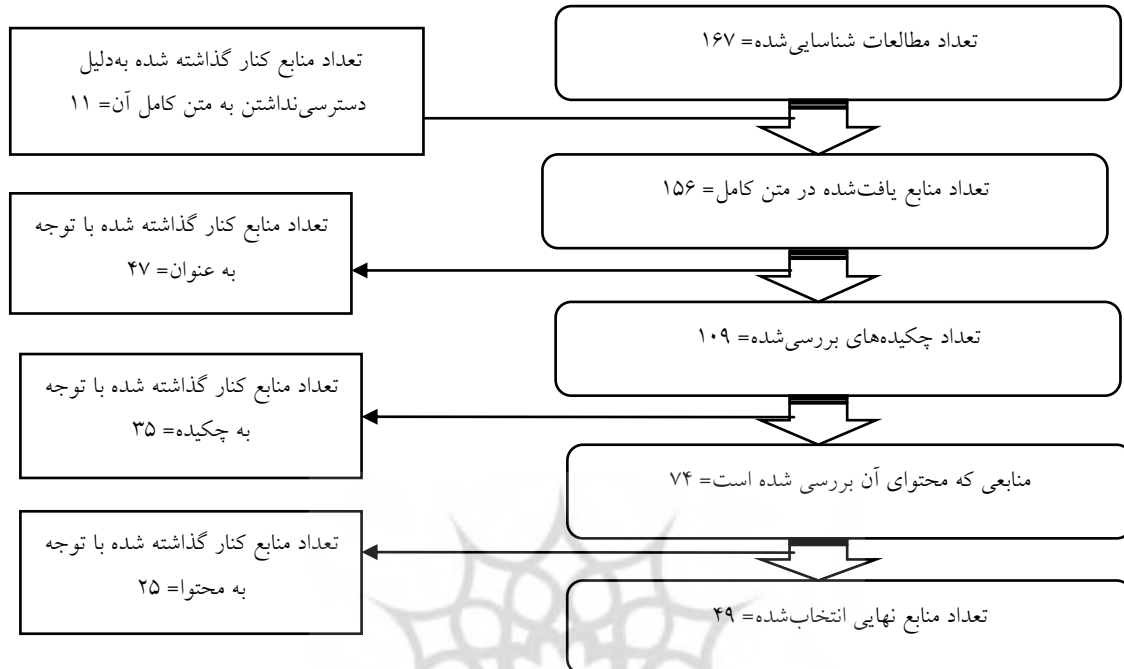 تعداد مطالعات شناسایی‌شده= ۱۶۷
تعداد منابع کنار گذاشته شده به‌دلیل
دسترسی‌نداشتن به متن کامل آن= ۱۱
تعداد منابع یافت‌شده در متن کامل= ۱۵۶
تعداد منابع کنار گذاشته شده با توجه
به عنوان= ۴۷
تعداد چکیده‌های بررسی‌شده= ۱۰۹
تعداد منابع کنار گذاشته شده با توجه
به چکیده= ۳۵
منابعی که محتوای آن بررسی شده است= ۷۴
تعداد منابع کنار گذاشته شده با توجه
به محتوا= ۲۵
تعداد منابع نهایی انتخاب‌شده= ۴۹